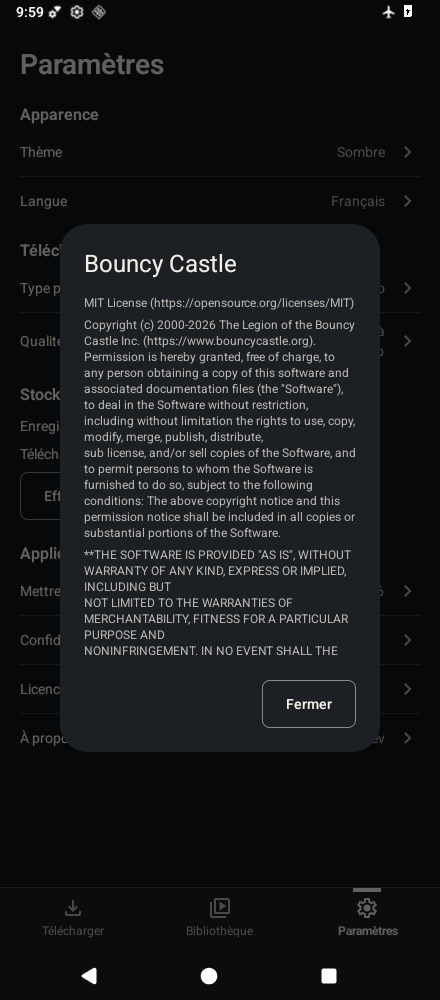 9:59
Paramètres
Apparence
Thème
Sombre
Langue
Français
Bouncy Castle
MIT License (https://opensource.org/licenses/MIT)
Copyright (c) 2000-2026 The Legion of the Bouncy
Castle Inc. (https://www.bouncycastle.org).
Permission is hereby granted, free of charge, to
any person obtaining a copy of this software and
associated documentation files (the "Software"),
to deal in the Software without restriction,
including without limitation the rights to use, copy,
modify, merge, publish, distribute,
sub license, and/or sell copies of the Software, and
to permit persons to whom the Software is
furnished to do so, subject to the following
conditions: The above copyright notice and this
permission notice shall be included in all copies or
substantial portions of the Software.
**THE SOFTWARE IS PROVIDED "AS IS", WITHOUT
WARRANTY OF ANY KIND, EXPRESS OR IMPLIED,
INCLUDING BUT
NOT LIMITED TO THE WARRANTIES OF
MERCHANTABILITY, FITNESS FOR A PARTICULAR
PURPOSE AND
NONINFRINGEMENT. IN NO EVENT SHALL THE
Fermer
Type
Mettre
À
Télécharger
Bibliothèque
Paramètres